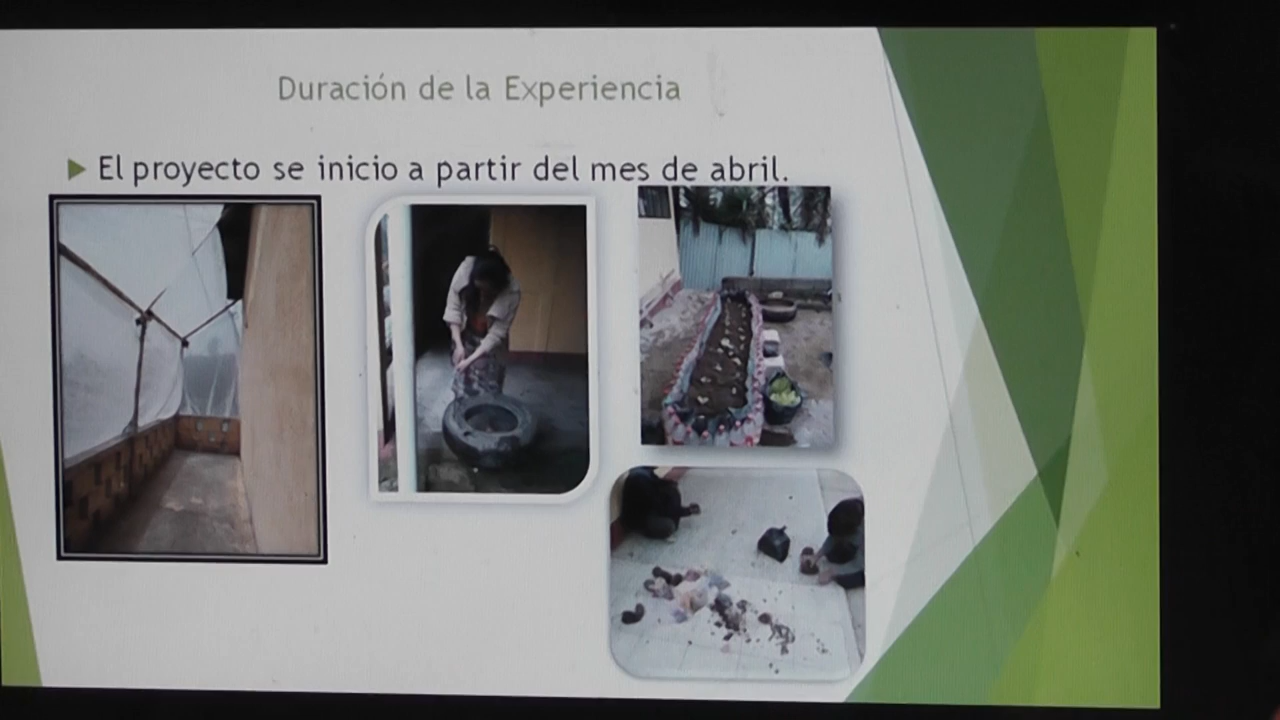 Duración de la Experiencia
El proyecto se inicio a partir del mes de abril.